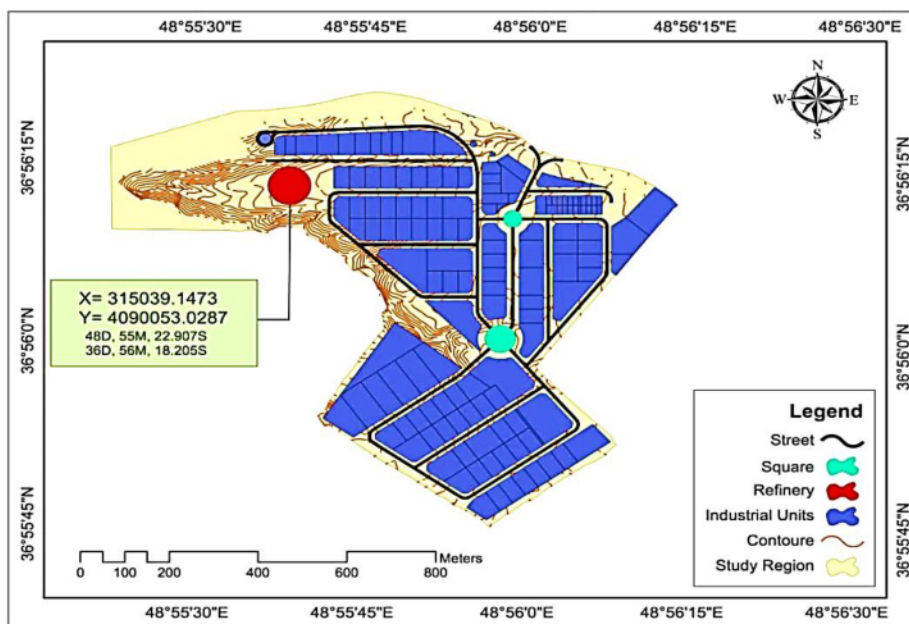 48°55'30"E 48°55'45"E 48°56'0"E 48°56'15"E 48°56'30"E
N
W E
S
36°56'15"N
36°56'15"N
X= 315039.1473
Y= 4090053.0287
48D, 55M, 22.907S
36D, 56M, 18.205S
36°56'0"N
36°56'0"N
Legend
Street
Square
Refinery
Industrial Units
Contoure
Study Region
36°55'45"N
36°55'45"N
Meters
0 100 200 400 600 800
48°55'30"E 48°55'45"E 48°56'0"E 48°56'15"E 48°56'30"E